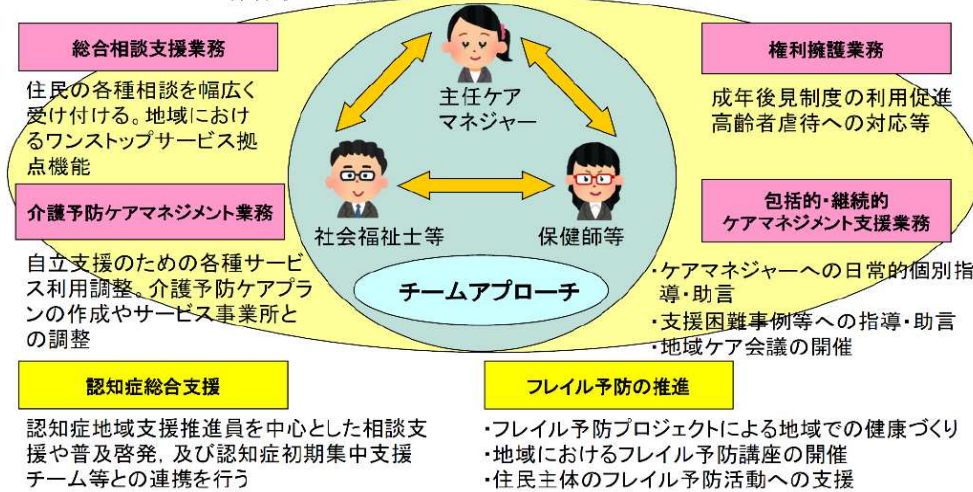 総合相談支援業務
住民の各種相談を幅広く
受け付ける。地域におけ
るワンストップサービス拠
点機能
権利擁護業務
成年後見制度の利用促進
高齢者虐待への対応等
主任ケア
マネジャー
社会福祉士等
保健師等
チームアプローチ
介護予防ケアマネジメント業務
自立支援のための各種サービ
ス利用調整。介護予防ケアプラ
ンの作成やサービス事業所と
の調整
包括的・継続的
ケアマネジメント支援業務
・ケアマネジャーへの日常的個別指
導・助言
・支援困難事例等への指導・助言
・地域ケア会議の開催
認知症総合支援
認知症地域支援推進員を中心とした相談支
援や普及啓発，及び認知症初期集中支援
チーム等との連携を行う
フレイル予防の推進
・フレイル予防プロジェクトによる地域での健康づくり
・地域におけるフレイル予防講座の開催
・住民主体のフレイル予防活動への支援